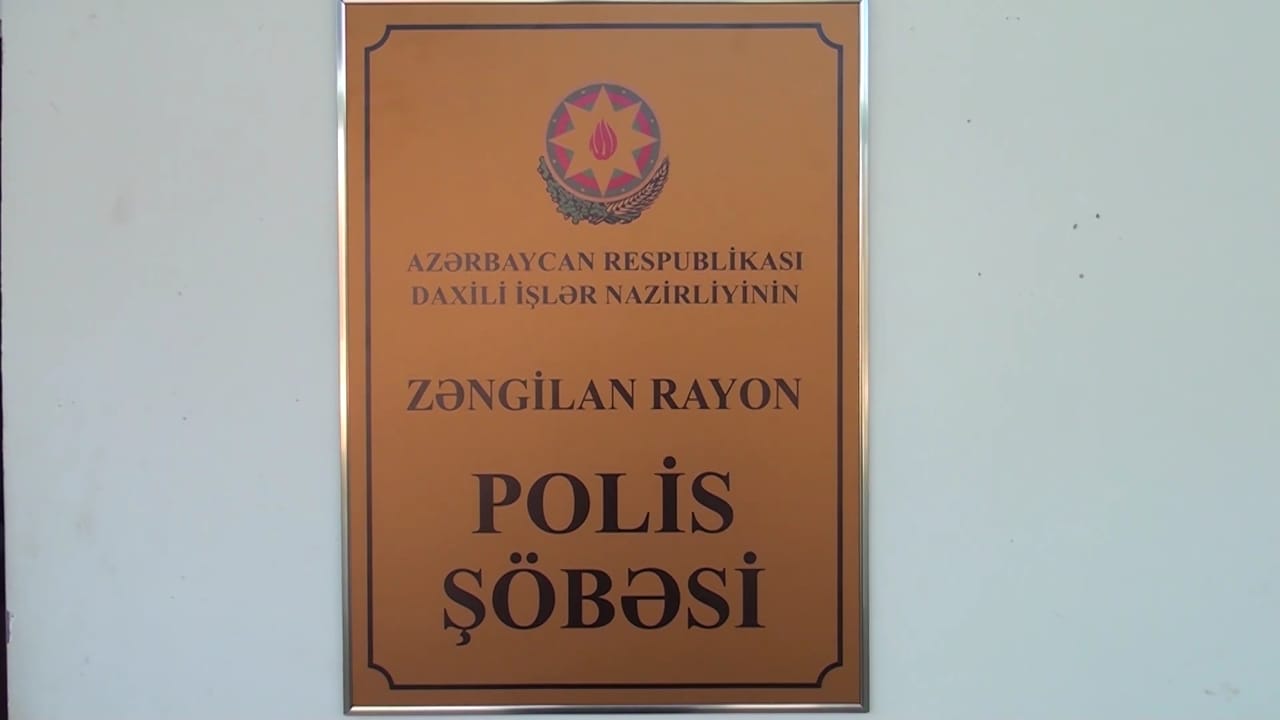 AZƏRBAYCAN RESPUBLİKASI
DAXİLİ İŞLƏR NAZİRLİYİNİN
ZƏNGİLAN RAYON
POLİS
ŞÖBƏSİ